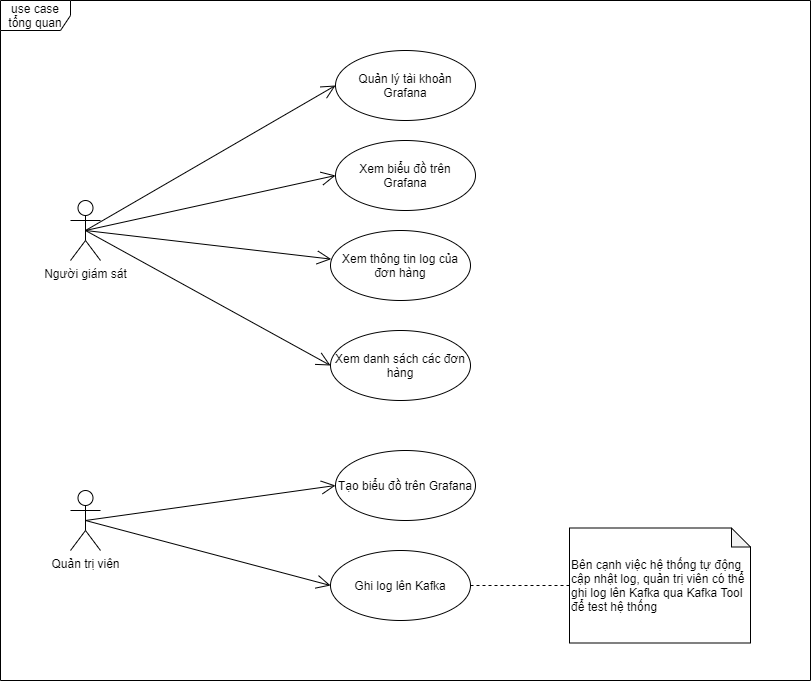 use case
tổng quan
Quản lý tài khoản
Grafana
Xem biểu đồ trên
Grafana
Người giám sát
Xem thông tin log của
đơn hàng
Xem danh sách các đơn
hàng
Tạo biểu đồ trên Grafana
Quản trị viên
Ghi log lên Kafka
Bên cạnh việc hệ thống tự động
cập nhật log, quản trị viên có thể
ghi log lên Kafka qua Kafka Tool
để test hệ thống